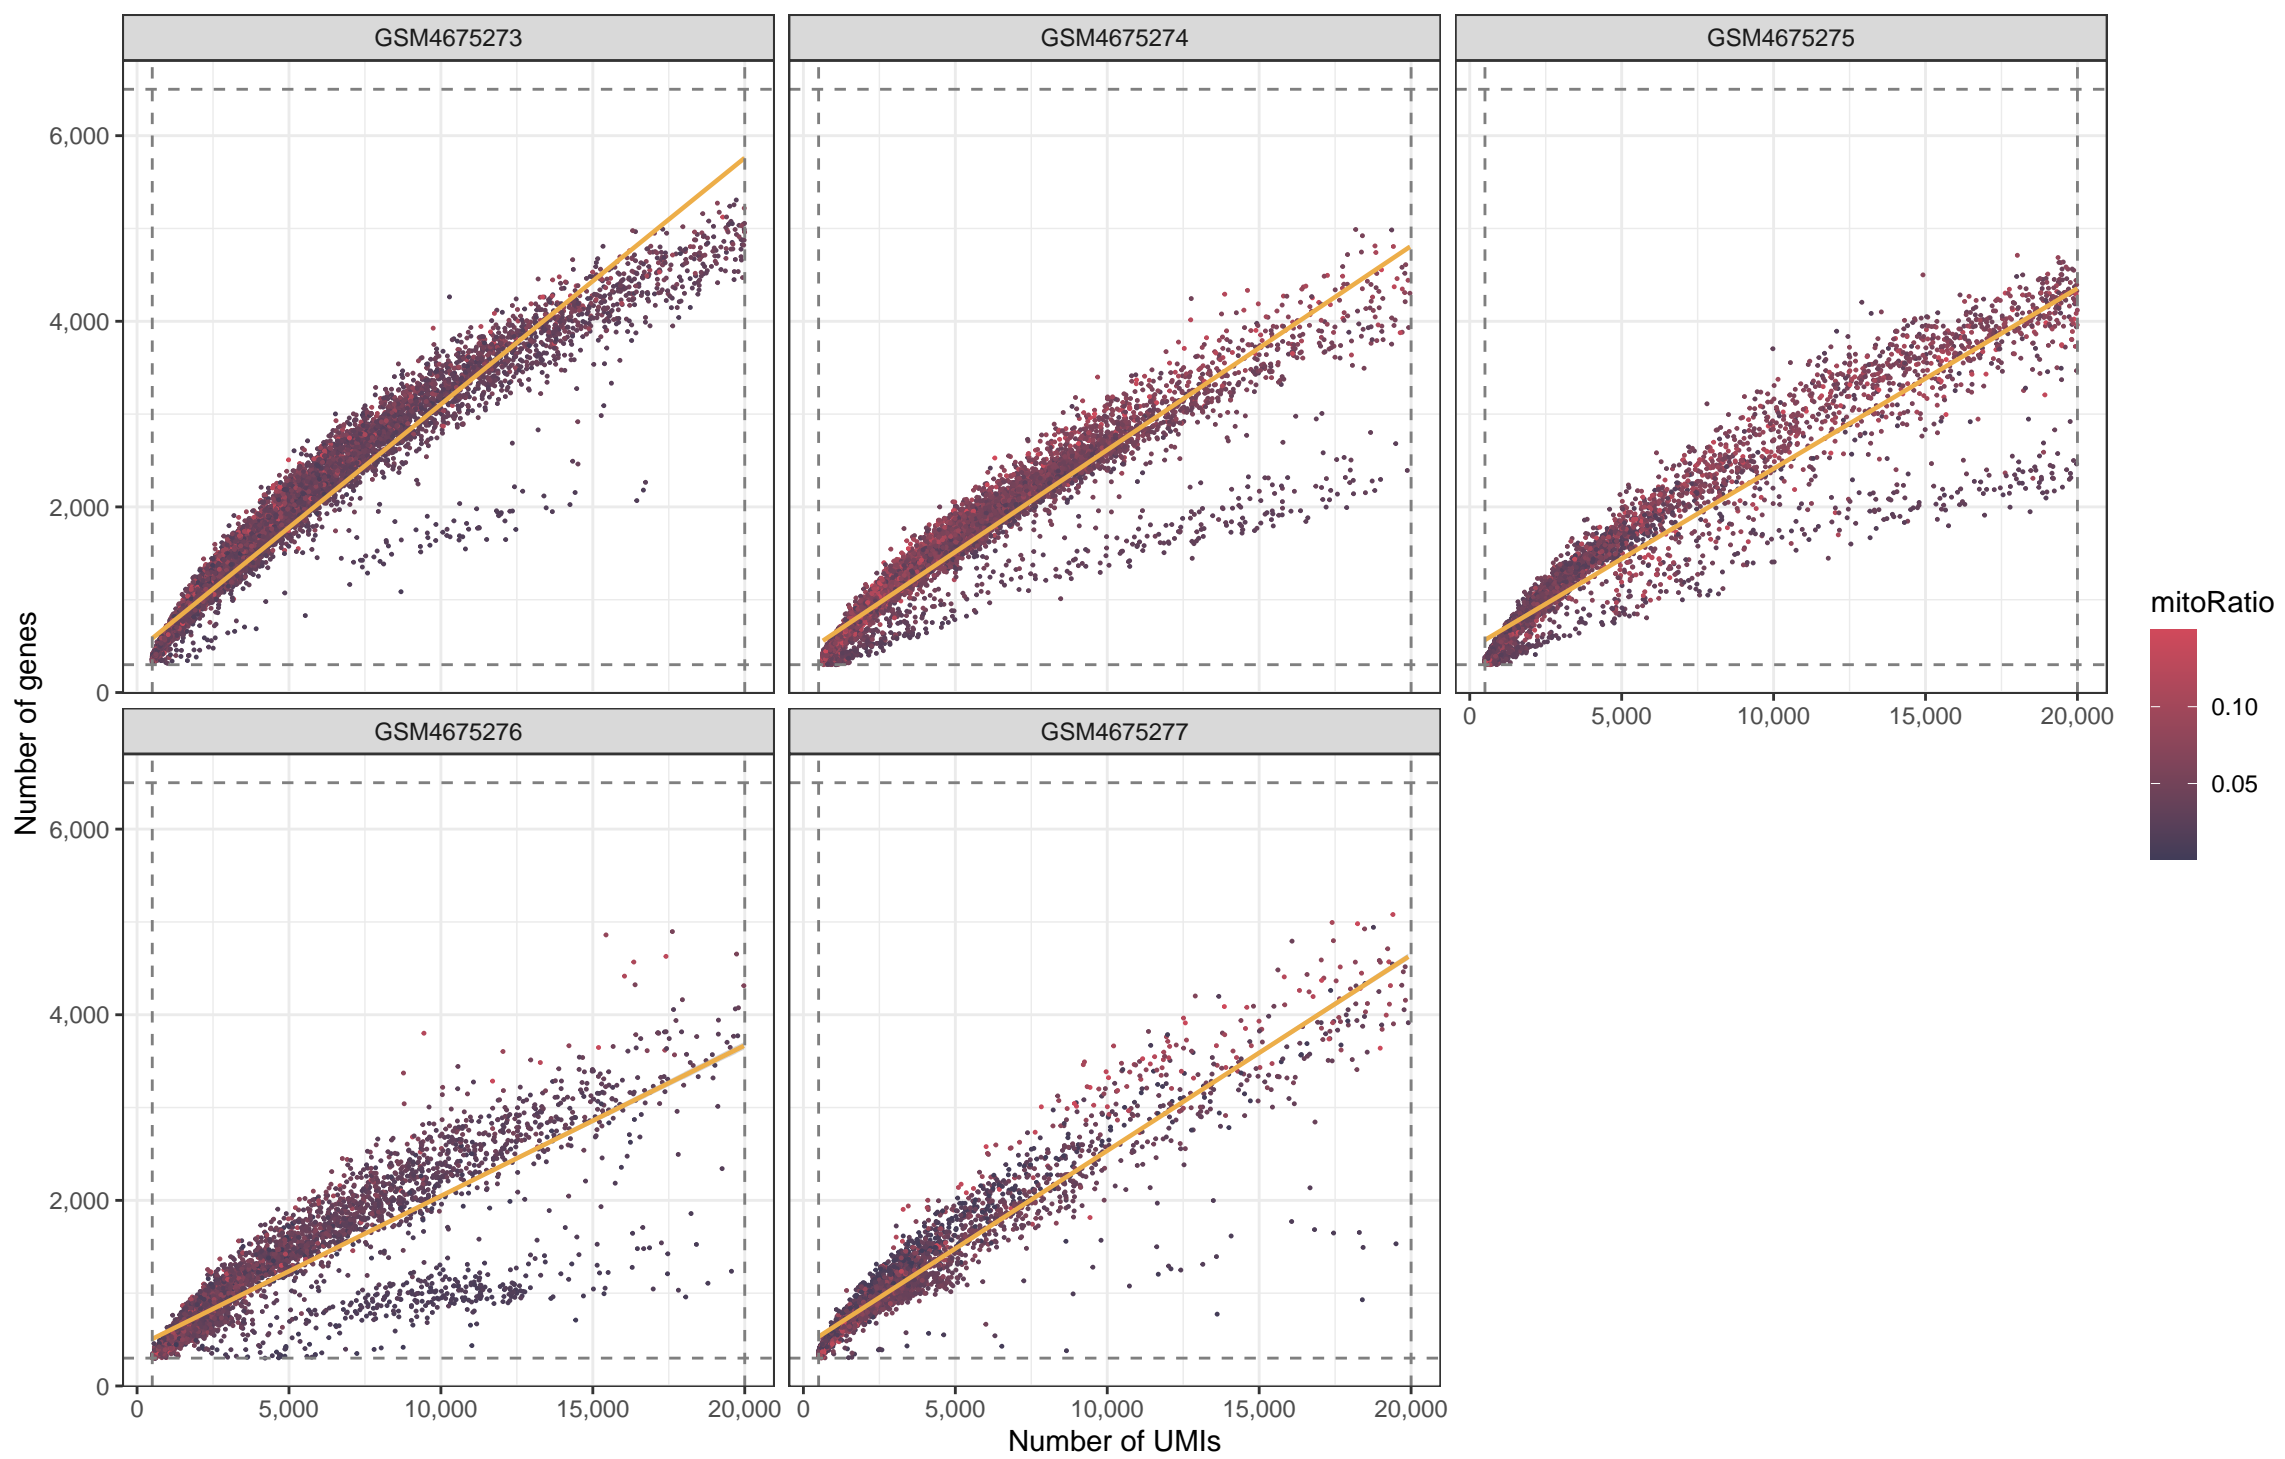 GSM4675273
GSM4675274
GSM4675275
6,000
4,000
2,000
0
0 5,000 10,000 15,000 20,000
GSM4675276
GSM4675277
6,000
4,000
2,000
0
0 5,000 10,000 15,000 20,000
0 5,000 10,000 15,000 20,000
Number of UMIs
Number of genes
mitoRatio
0.10
0.05